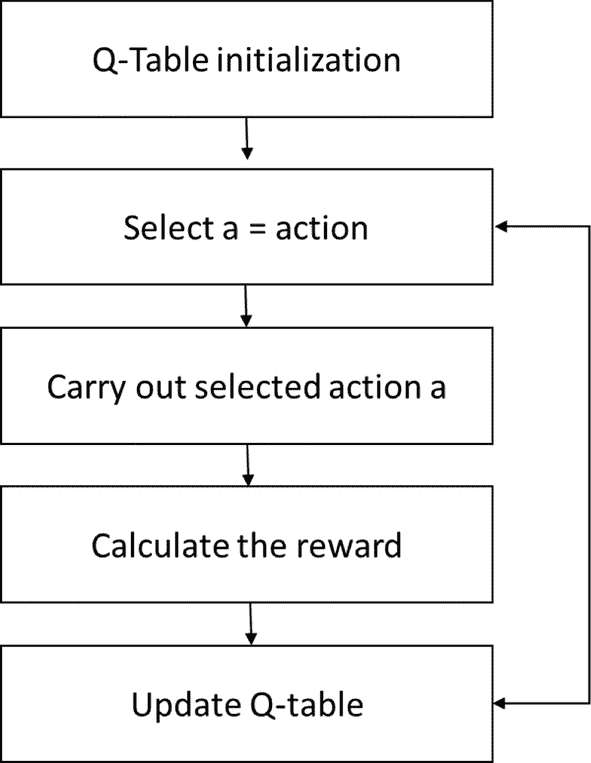 Q-Table initialization
Select a = action
Carry out selected action a
Calculate the reward
Update Q-table